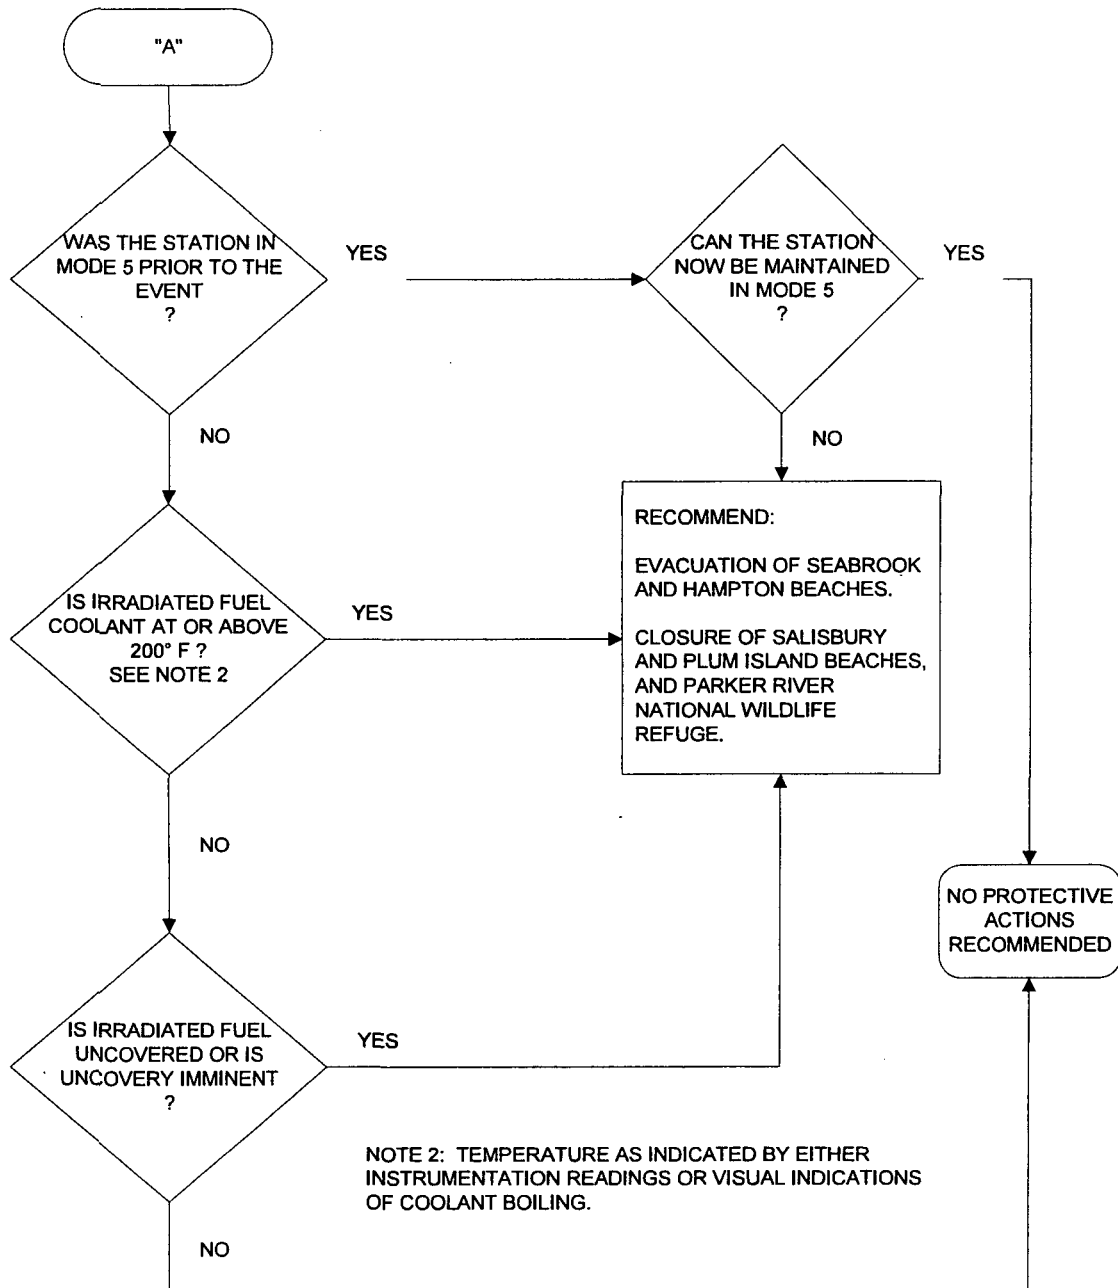 "A"
WAS THE STATION IN
MODE 5 PRIOR TO THE
EVENT
?
YES
CAN THE STATION
NOW BE MAINTAINED
IN MODE 5
?
YES
NO
NO
RECOMMEND:
EVACUATION OF SEABROOK
AND HAMPTON BEACHES.
CLOSURE OF SALISBURY
AND PLUM ISLAND BEACHES,
AND PARKER RIVER
NATIONAL WILDLIFE
REFUGE.
IS IRRADIATED FUEL
COOLANT AT OR ABOVE
200° F ?
SEE NOTE 2
YES
NO
NO PROTECTIVE
ACTIONS
RECOMMENDED
IS IRRADIATED FUEL
UNCOVERED OR IS
UNCOVERY IMMINENT
?
YES
NOTE 2: TEMPERATURE AS INDICATED BY EITHER
INSTRUMENTATION READINGS OR VISUAL INDICATIONS
OF COOLANT BOILING.
NO